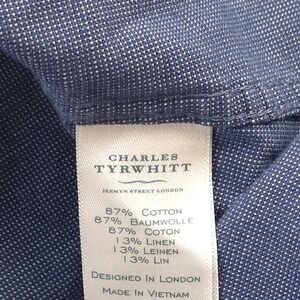 CHARLES
TYRWHITT
JERMYN STREET LONDON
87% COTTON
87% BAUMWOLLE
87% COTON
13% LINEN
13% LEINEN
13% LIN
DESIGNED IN LONDON
MADE IN VIETNAM